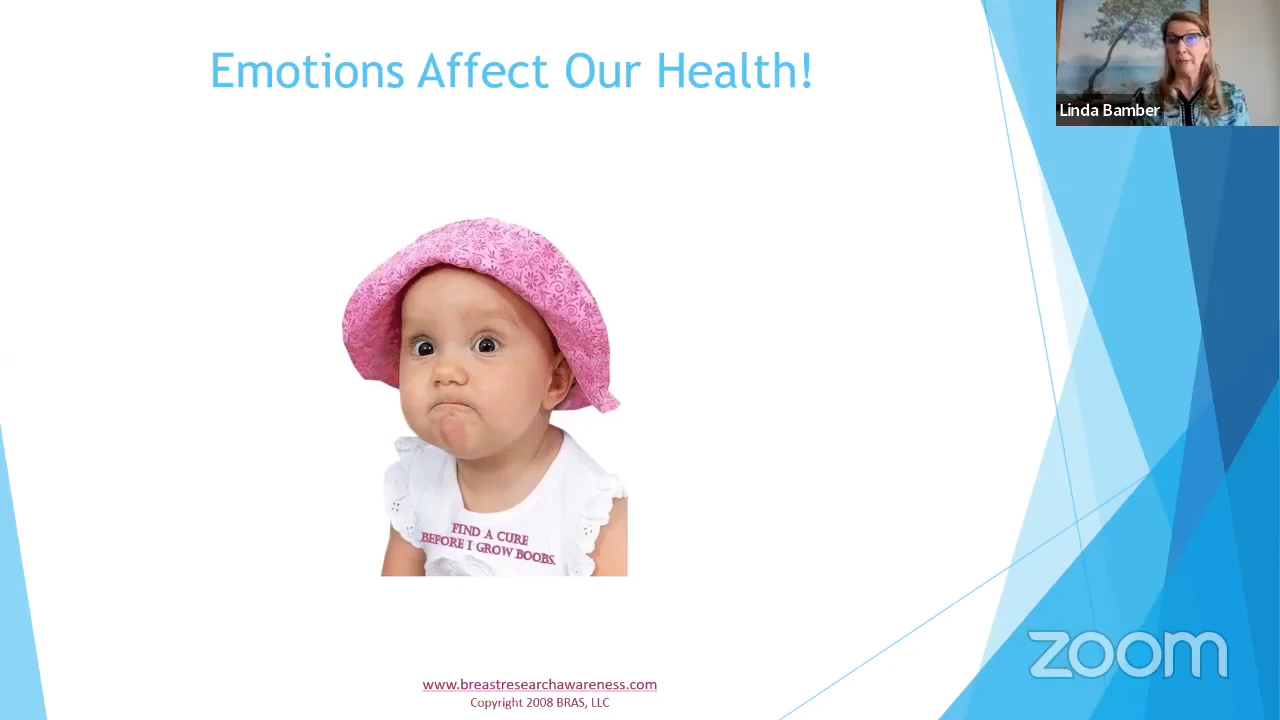 Emotions Affect Our Health!
Linda Bamber
FIND A CURE
BEFORE I GROW BOOBS.
zoom
www.breastresearchawareness.com
Copyright 2008 BRAS, LLC